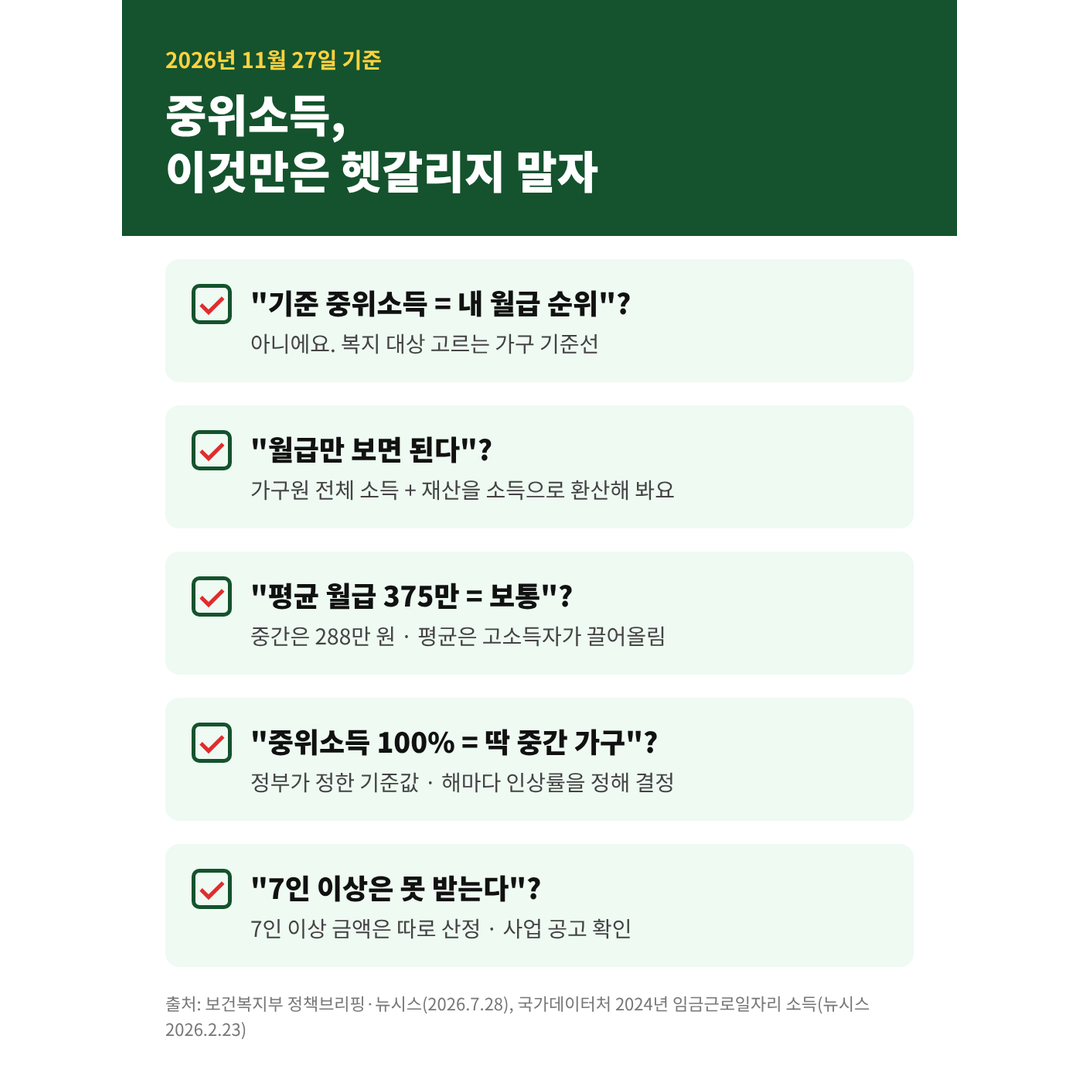 2026년 11월 27일 기준
중위소득,
이것만은 헷갈리지 말자
"기준 중위소득 = 내 월급 순위"?
아니에요. 복지 대상 고르는 가구 기준선
"월급만 보면 된다"?
가구원 전체 소득 + 재산을 소득으로 환산해 봐요
"평균 월급 375만 = 보통"?
중간은 288만 원 · 평균은 고소득자가 끌어올림
"중위소득 100% = 딱 중간 가구"?
정부가 정한 기준값 · 해마다 인상률을 정해 결정
"7인 이상은 못 받는다"?
7인 이상 금액은 따로 산정 · 사업 공고 확인
출처: 보건복지부 정책브리핑·뉴시스(2026.7.28), 국가데이터처 2024년 임금근로일자리 소득(뉴시스
2026.2.23)